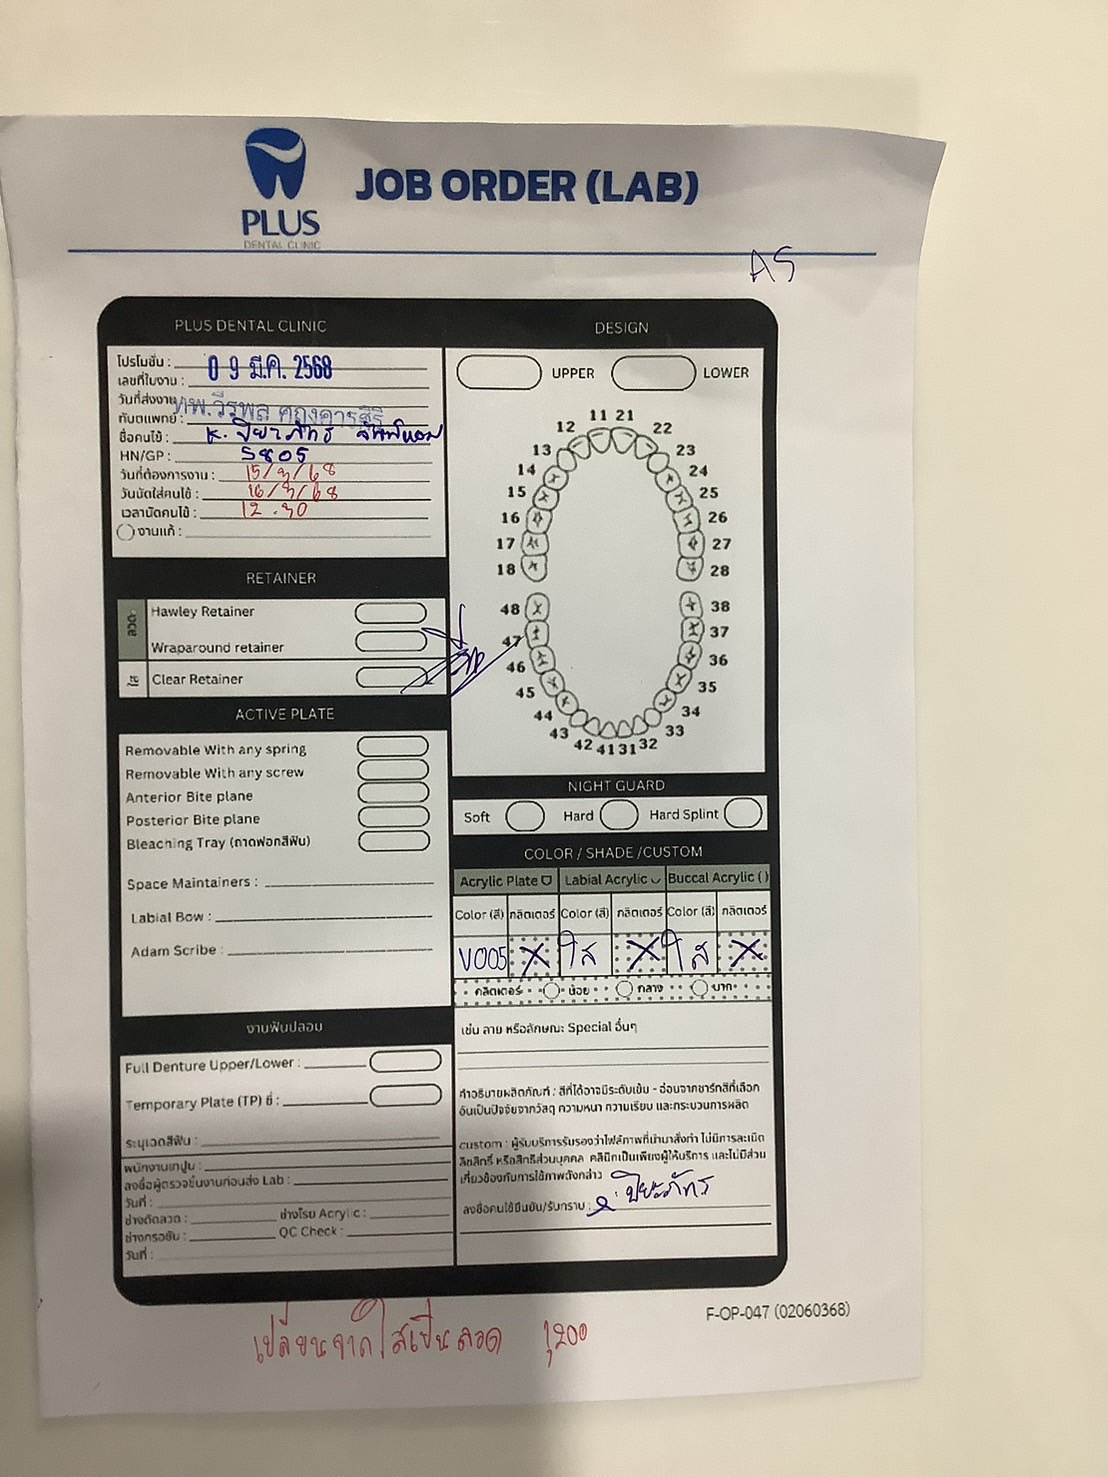 PLUS
DENTAL CLINIC
JOB ORDER (LAB)
A5
PLUS DENTAL CLINIC
โปรโมชั่น :
เลขที่ใบงาน :
0 9 มี.ค. 2568
วันที่ส่งงาน
ทันตแพทย์ : ทพ.วีรพล
ชื่อคนไข้ : K.
HN/GP : 5805
วันที่ต้องการงาน : 15/3/68
วันนัดใส่คนไข้ : 16/3/68
เวลานัดคนไข้ : 12.30
งานแก้ :
RETAINER
ลวด
Hawley Retainer
Wraparound retainer
ใส
Clear Retainer
ACTIVE PLATE
Removable With any spring
Removable With any screw
Anterior Bite plane
Posterior Bite plane
Bleaching Tray (ถาดฟอกสีฟัน)
Space Maintainers :
Labial Bow :
Adam Scribe :
งานฟันปลอม
Full Denture Upper/Lower :
Temporary Plate (TP) ซี่ :
ระบุเฉดสีฟัน :
พนักงานเทปูน :
ลงชื่อผู้ตรวจชิ้นงานก่อนส่ง Lab :
วันที่ :
ช่างดัดลวด : ช่างโรย Acrylic :
ช่างกรอขัด : QC Check :
วันที่ :
DESIGN
UPPER LOWER
11 21
12 22
13 23
14 24
15 25
16 26
17 27
18 28
48 38
47 37
46 36
45 35
44 34
43 33
42 41 31 32
NIGHT GUARD
Soft Hard Hard Splint
COLOR / SHADE /CUSTOM
Acrylic Plate Labial Acrylic Buccal Acrylic ( )
Color (สี) กลิตเตอร์ Color (สี) กลิตเตอร์ Color (สี) กลิตเตอร์
V005 X ใส X ใส X
กลิตเตอร์ น้อย กลาง มาก
เช่น ลาย หรือลักษณะ Special อื่นๆ
คำอธิบายผลิตภัณฑ์ : สีที่ได้อาจมีระดับเข้ม - อ่อนจากชาร์ทสีที่เลือก
อันเป็นปัจจัยจากวัสดุ ความหนา ความเรียบ และกระบวนการผลิต
custom : ผู้รับบริการรับรองว่าไฟล์ภาพที่นำมาสั่งทำ ไม่มีการละเมิด
ลิขสิทธิ์ หรือสิทธิส่วนบุคคล คลินิกเป็นเพียงผู้ให้บริการ และไม่มีส่วน
เกี่ยวข้องกับการใช้ภาพดังกล่าว
ลงชื่อคนไข้ยืนยัน/รับทราบ : ปิยะภัทร
F-OP-047 (02060368)
เปลี่ยนจากใสเป็นลวด 1,200